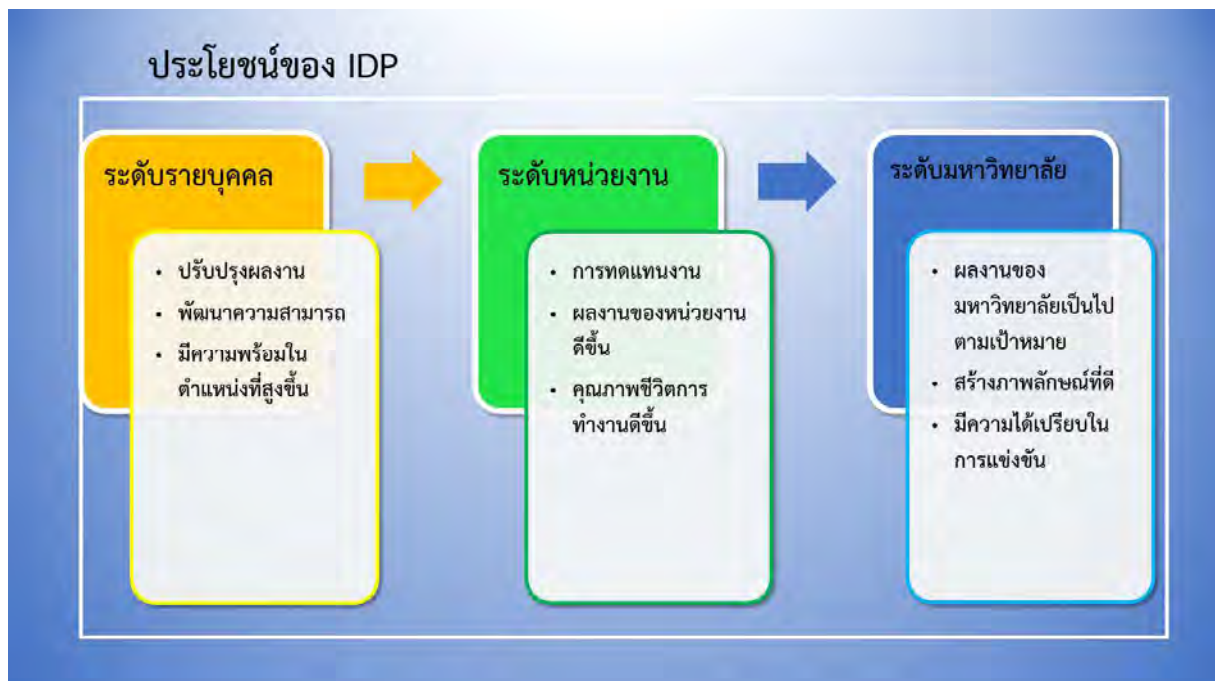 ประโยชน์ของ IDP
ระดับรายบุคคล
• ปรับปรุงผลงาน
• พัฒนาความสามารถ
• มีความพร้อมใน
ตำแหน่งที่สูงขึ้น
ระดับหน่วยงาน
• การทดแทนงาน
• ผลงานของหน่วยงาน
ดีขึ้น
• คุณภาพชีวิตการ
ทำงานดีขึ้น
ระดับมหาวิทยาลัย
• ผลงานของ
มหาวิทยาลัยเป็นไป
ตามเป้าหมาย
• สร้างภาพลักษณ์ที่ดี
• มีความได้เปรียบใน
การแข่งขัน